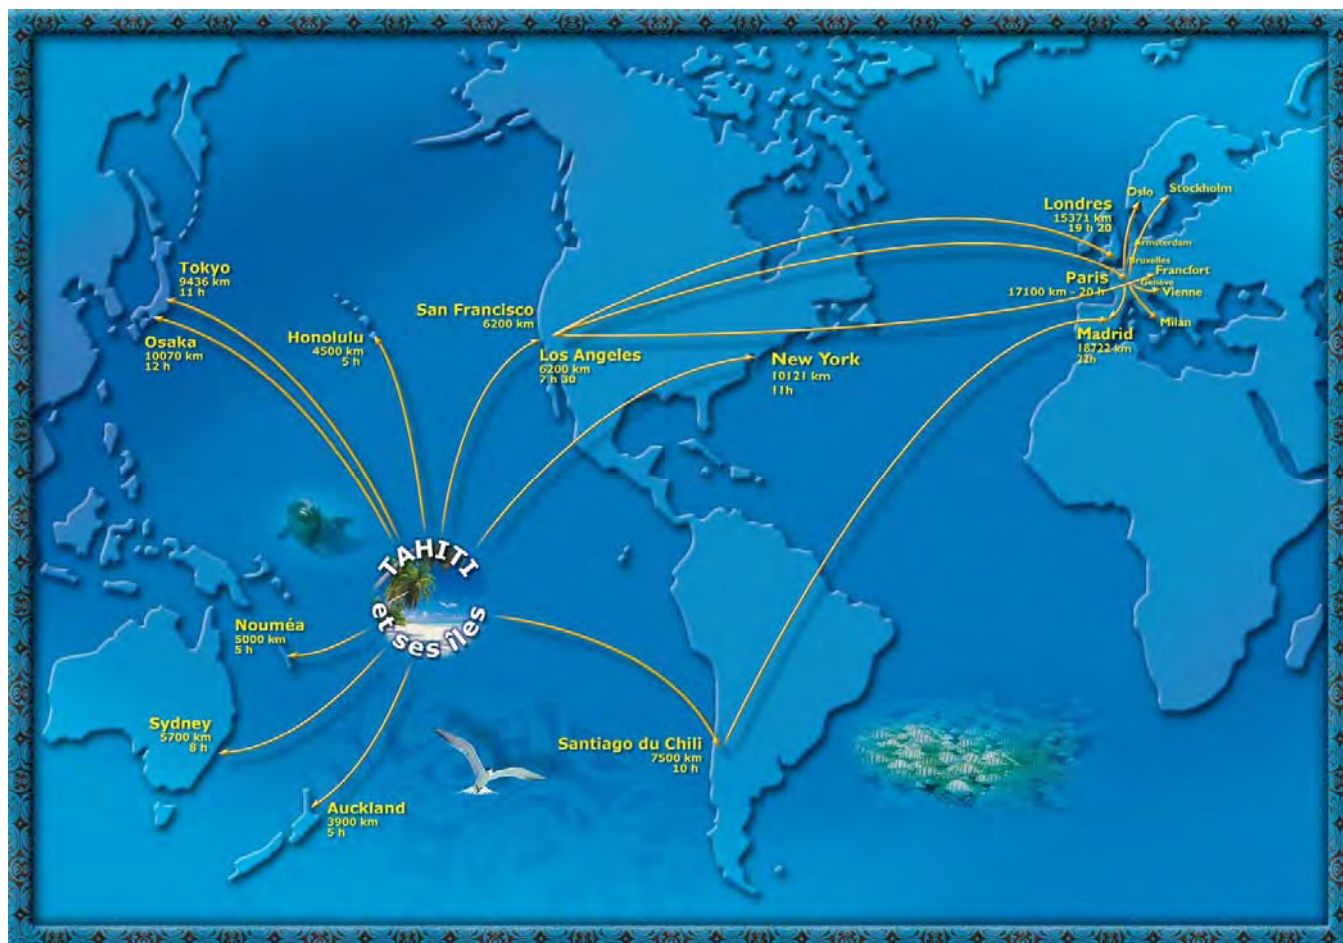 Oslo
Stockholm
Londres
15371 km
19 h 20
Armsterdam
Bruxelles
Francfort
Genève
Vienne
Paris
17100 km - 20 h
Milan
Madrid
18722 km
22h
Tokyo
9436 km
11 h
Osaka
10070 km
12 h
Honolulu
4500 km
5 h
San Francisco
6200 km
Los Angeles
6200 km
7 h 30
New York
10121 km
11h
TAHITI
et ses îles
Nouméa
5000 km
5 h
Sydney
5700 km
8 h
Auckland
3900 km
5 h
Santiago du Chili
7500 km
10 h